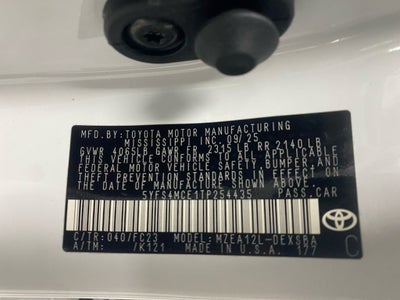 MFD.BY:TOYOTA MOTOR MANUFACTURING
MISSISSIPPI, INC. 09/25
GVWR 4065LB GAWR FR 2315LB RR 2140LB
THIS VEHICLE CONFORMS TO ALL APPLICABLE
FEDERAL MOTOR VEHICLE SAFETY, BUMPER, AND
THEFT PREVENTION STANDARDS IN EFFECT ON
THE DATE OF MANUFACTURE SHOWN ABOVE.
5YFS4MCE1TP254435 PASS.CAR
C/TR: 040/FC23 MODEL: MZEA12L-DEXSBA
A/TM: /K121 MADE IN U.S.A. 177
C
TOYOTA